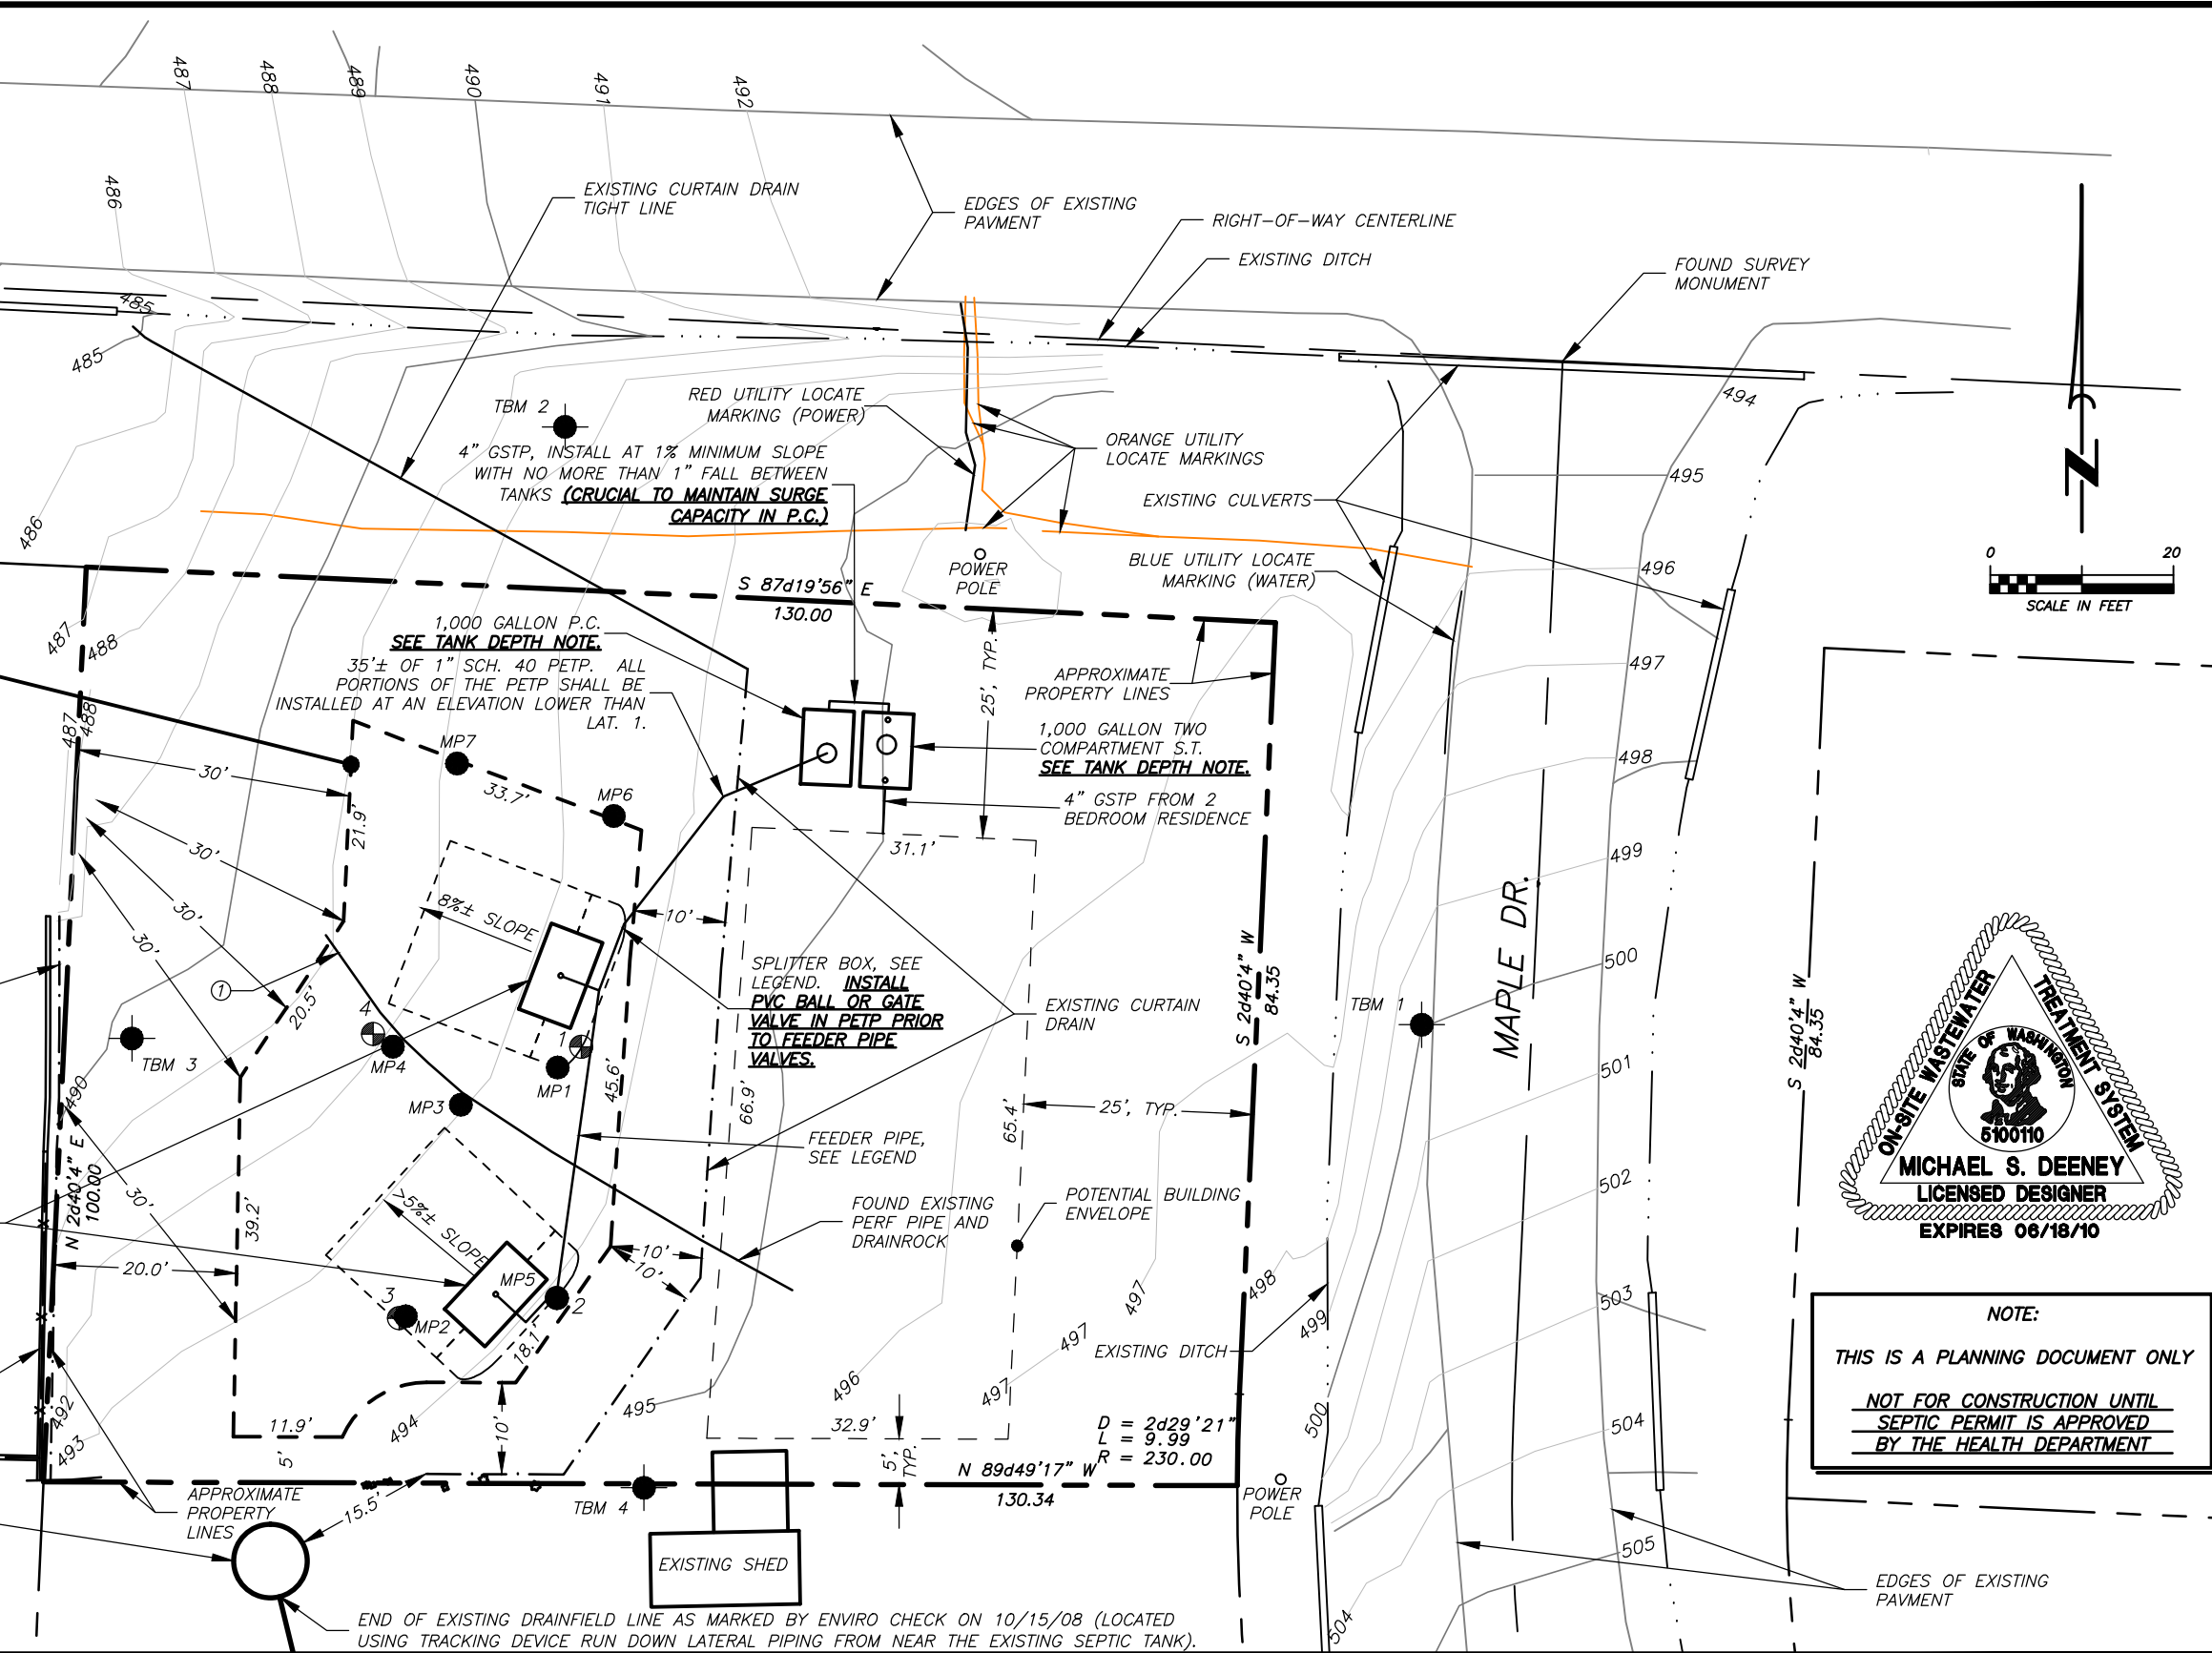 487
488
489
490
491
492
486
EXISTING CURTAIN DRAIN
TIGHT LINE
EDGES OF EXISTING
PAVMENT
RIGHT-OF-WAY CENTERLINE
EXISTING DITCH
FOUND SURVEY
MONUMENT
485
485
TBM 2
RED UTILITY LOCATE
MARKING (POWER)
494
4" GSTP, INSTALL AT 1% MINIMUM SLOPE
WITH NO MORE THAN 1" FALL BETWEEN
TANKS (CRUCIAL TO MAINTAIN SURGE
CAPACITY IN P.C.)
ORANGE UTILITY
LOCATE MARKINGS
EXISTING CULVERTS
495
N
486
POWER
POLE
BLUE UTILITY LOCATE
MARKING (WATER)
496
0 20
SCALE IN FEET
S 87d19'56" E
130.00
487
488
1,000 GALLON P.C.
SEE TANK DEPTH NOTE.
35'± OF 1" SCH. 40 PETP. ALL
PORTIONS OF THE PETP SHALL BE
INSTALLED AT AN ELEVATION LOWER THAN
LAT. 1.
25', TYP.
APPROXIMATE
PROPERTY LINES
497
487
488
MP7
1,000 GALLON TWO
COMPARTMENT S.T.
SEE TANK DEPTH NOTE.
498
30'
33.7'
MP6
4" GSTP FROM 2
BEDROOM RESIDENCE
21.9'
30'
31.1'
499
30'
8%± SLOPE
10'
MAPLE DR.
30'
SPLITTER BOX, SEE
LEGEND. INSTALL
PVC BALL OR GATE
VALVE IN PETP PRIOR
TO FEEDER PIPE
VALVES.
S 2d40'4" W
84.35
500
1
20.5'
4
EXISTING CURTAIN
DRAIN
TBM 1
S 2d40'4" W
84.35
ON-SITE WASTEWATER
TREATMENT SYSTEM
STATE OF WASHINGTON
5100110
MICHAEL S. DEENEY
LICENSED DESIGNER
EXPIRES 06/18/10
TBM 3
MP4
1
MP1
501
490
MP3
45.6'
66.9'
65.4'
25', TYP.
FEEDER PIPE,
SEE LEGEND
N 2d40'4" E
100.00
30'
39.2'
>5%± SLOPE
FOUND EXISTING
PERF PIPE AND
DRAINROCK
POTENTIAL BUILDING
ENVELOPE
502
20.0'
10'
10'
MP5
3
MP2
2
18.1'
497
498
499
503
EXISTING DITCH
497
NOTE:
THIS IS A PLANNING DOCUMENT ONLY
NOT FOR CONSTRUCTION UNTIL
SEPTIC PERMIT IS APPROVED
BY THE HEALTH DEPARTMENT
496
497
495
492
493
11.9'
494
10'
5'
32.9'
5',
TYP.
D = 2d29'21"
L = 9.99
R = 230.00
500
504
N 89d49'17" W
130.34
APPROXIMATE
PROPERTY
LINES
15.5'
TBM 4
POWER
POLE
EXISTING SHED
505
EDGES OF EXISTING
PAVMENT
END OF EXISTING DRAINFIELD LINE AS MARKED BY ENVIRO CHECK ON 10/15/08 (LOCATED
USING TRACKING DEVICE RUN DOWN LATERAL PIPING FROM NEAR THE EXISTING SEPTIC TANK).
504